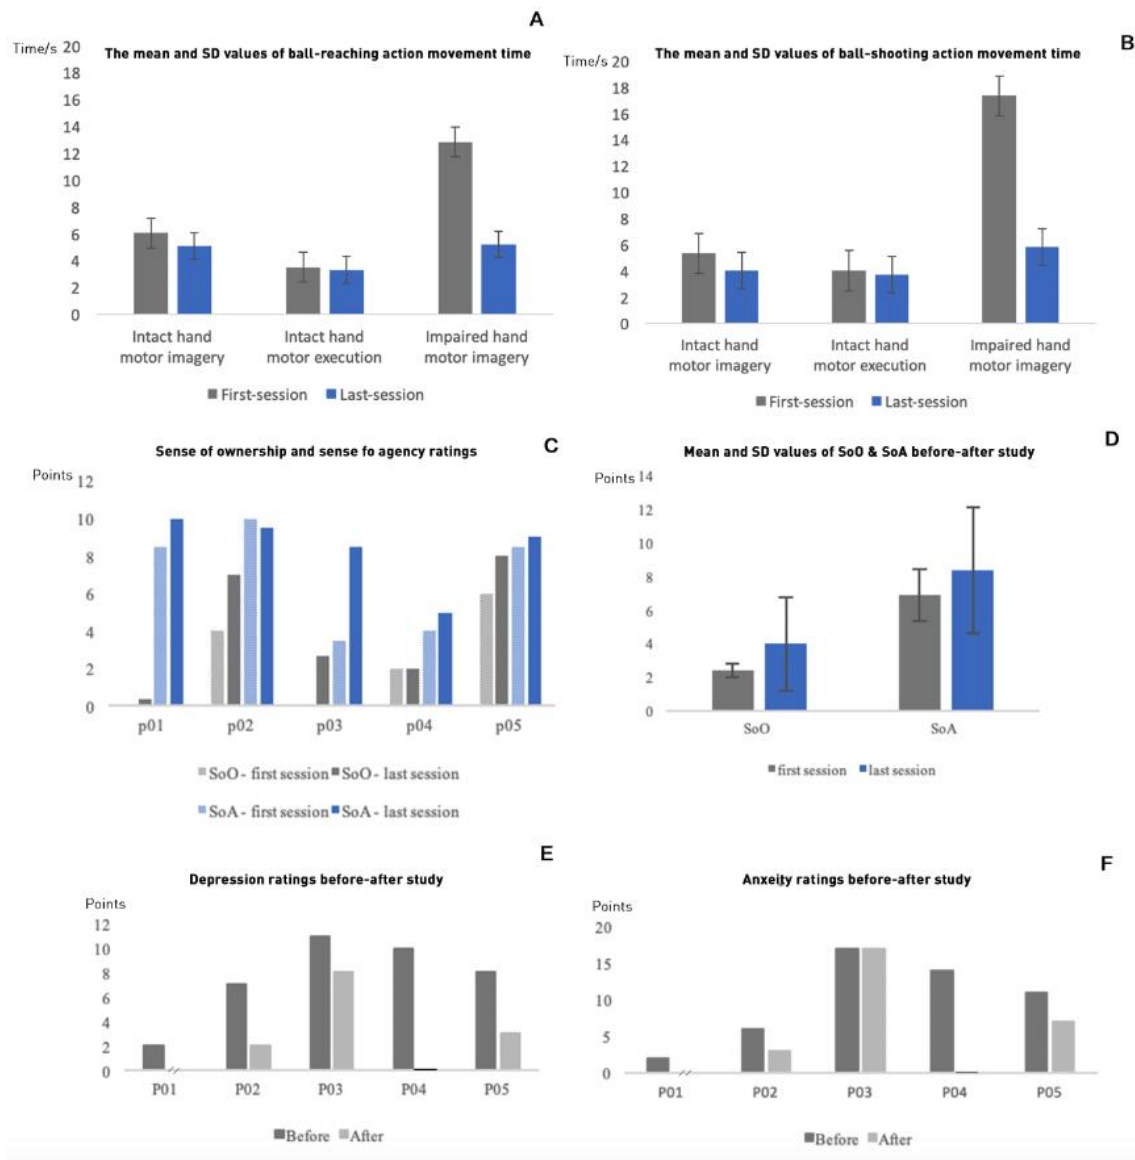 A
Time/s
The mean and SD values of ball-reaching action movement time
20
18
16
14
12
10
8
6
4
2
0
Intact hand motor imagery
Intact hand motor execution
Impaired hand motor imagery
First-session Last-session
B
Time/s
The mean and SD values of ball-shooting action movement time
20
18
16
14
12
10
8
6
4
2
0
Intact hand motor imagery
Intact hand motor execution
Impaired hand motor imagery
First-session Last-session
C
Sense of ownership and sense fo agency ratings
Points
12
10
8
6
4
2
0
p01 p02 p03 p04 p05
SoO - first session SoO - last session
SoA - first session SoA - last session
D
Mean and SD values of SoO & SoA before-after study
Points
14
12
10
8
6
4
2
0
SoO SoA
first session last session
E
Depression ratings before-after study
Points
12
10
8
6
4
2
0
P01 P02 P03 P04 P05
Before After
F
Anxeity ratings before-after study
Points
20
15
10
5
0
P01 P02 P03 P04 P05
Before After